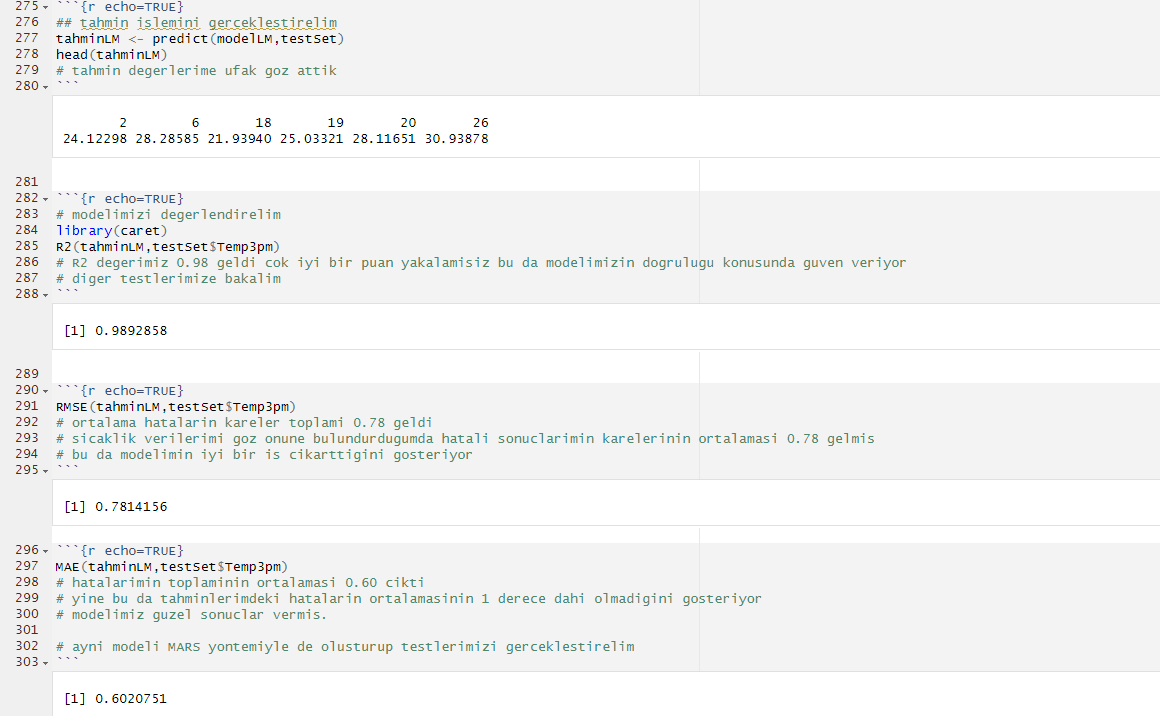 275 ```{r echo=TRUE}
276 ## tahmin islemini gerceklestirelim
277 tahminLM <- predict(modelLM,testSet)
278 head(tahminLM)
279 # tahmin degerlerime ufak goz attik
280 ```
2 6 18 19 20 26
24.12298 28.28585 21.93940 25.03321 28.11651 30.93878
281
282 ```{r echo=TRUE}
283 # modelimizi degerlendirelim
284 library(caret)
285 R2(tahminLM,testSet$Temp3pm)
286 # R2 degerimiz 0.98 geldi cok iyi bir puan yakalamisiz bu da modelimizin dogrulugu konusunda guven veriyor
287 # diger testlerimize bakalim
288 ```
[1] 0.9892858
289
290 ```{r echo=TRUE}
291 RMSE(tahminLM,testSet$Temp3pm)
292 # ortalama hatalarin kareler toplami 0.78 geldi
293 # sicaklik verilerimi goz onune bulundurdugumda hatali sonuclarimin karelerinin ortalamasi 0.78 gelmis
294 # bu da modelimin iyi bir is cikarttigini gosteriyor
295 ```
[1] 0.7814156
296 ```{r echo=TRUE}
297 MAE(tahminLM,testSet$Temp3pm)
298 # hatalarimin toplaminin ortalamasi 0.60 cikti
299 # yine bu da tahminlerimdeki hatalarin ortalamasinin 1 derece dahi olmadigini gosteriyor
300 # modelimiz guzel sonuclar vermis.
301
302 # ayni modeli MARS yontemiyle de olusturup testlerimizi gerceklestirelim
303 ```
[1] 0.6020751